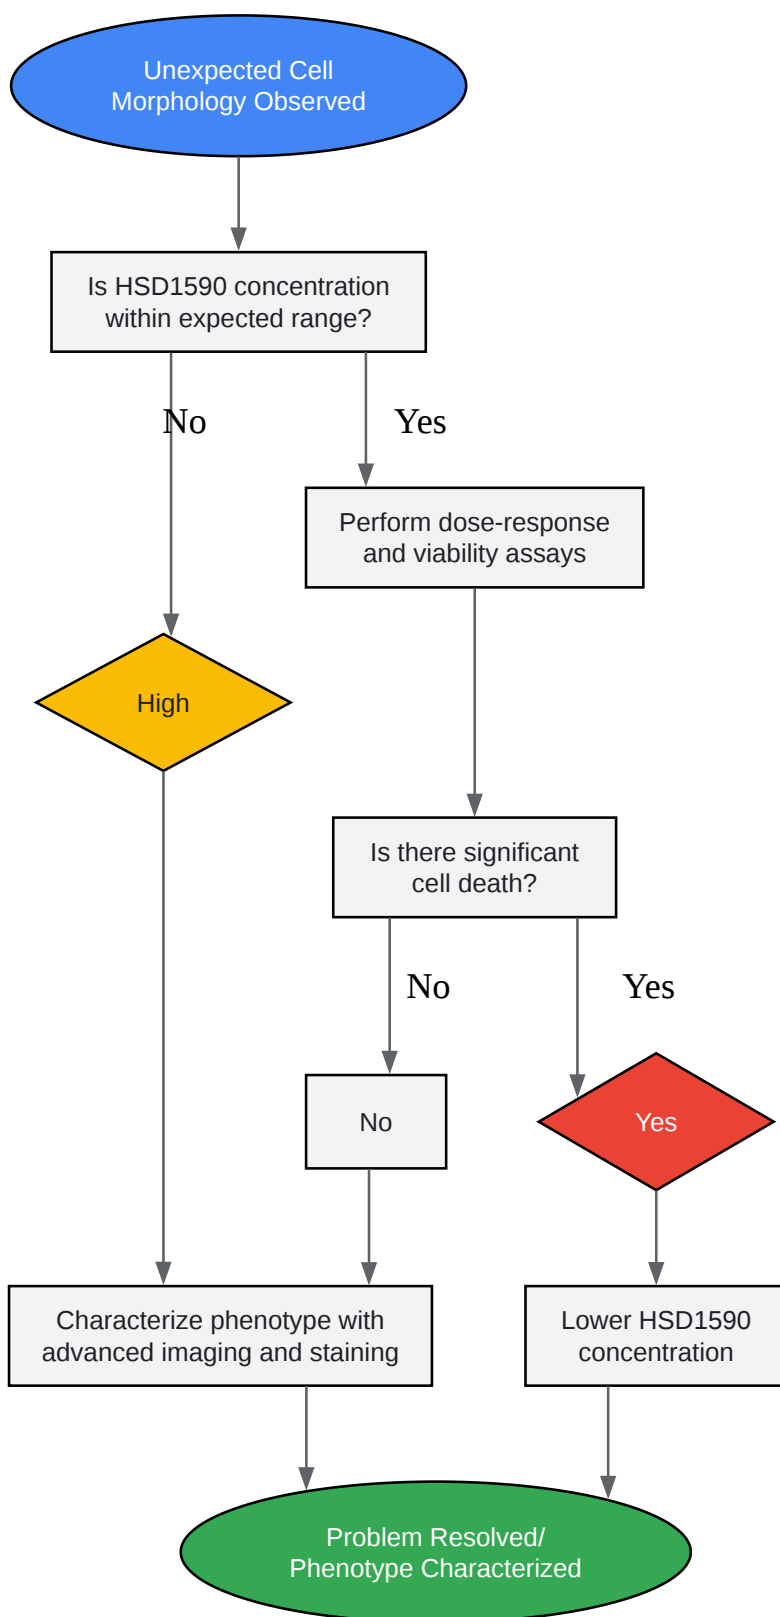 Unexpected Cell
Morphology Observed
Is HSD1590 concentration
within expected range?
No
Yes
Perform dose-response
and viability assays
High
Is there significant
cell death?
No
Yes
No
Yes
Characterize phenotype with
advanced imaging and staining
Lower HSD1590
concentration
Problem Resolved/
Phenotype Characterized